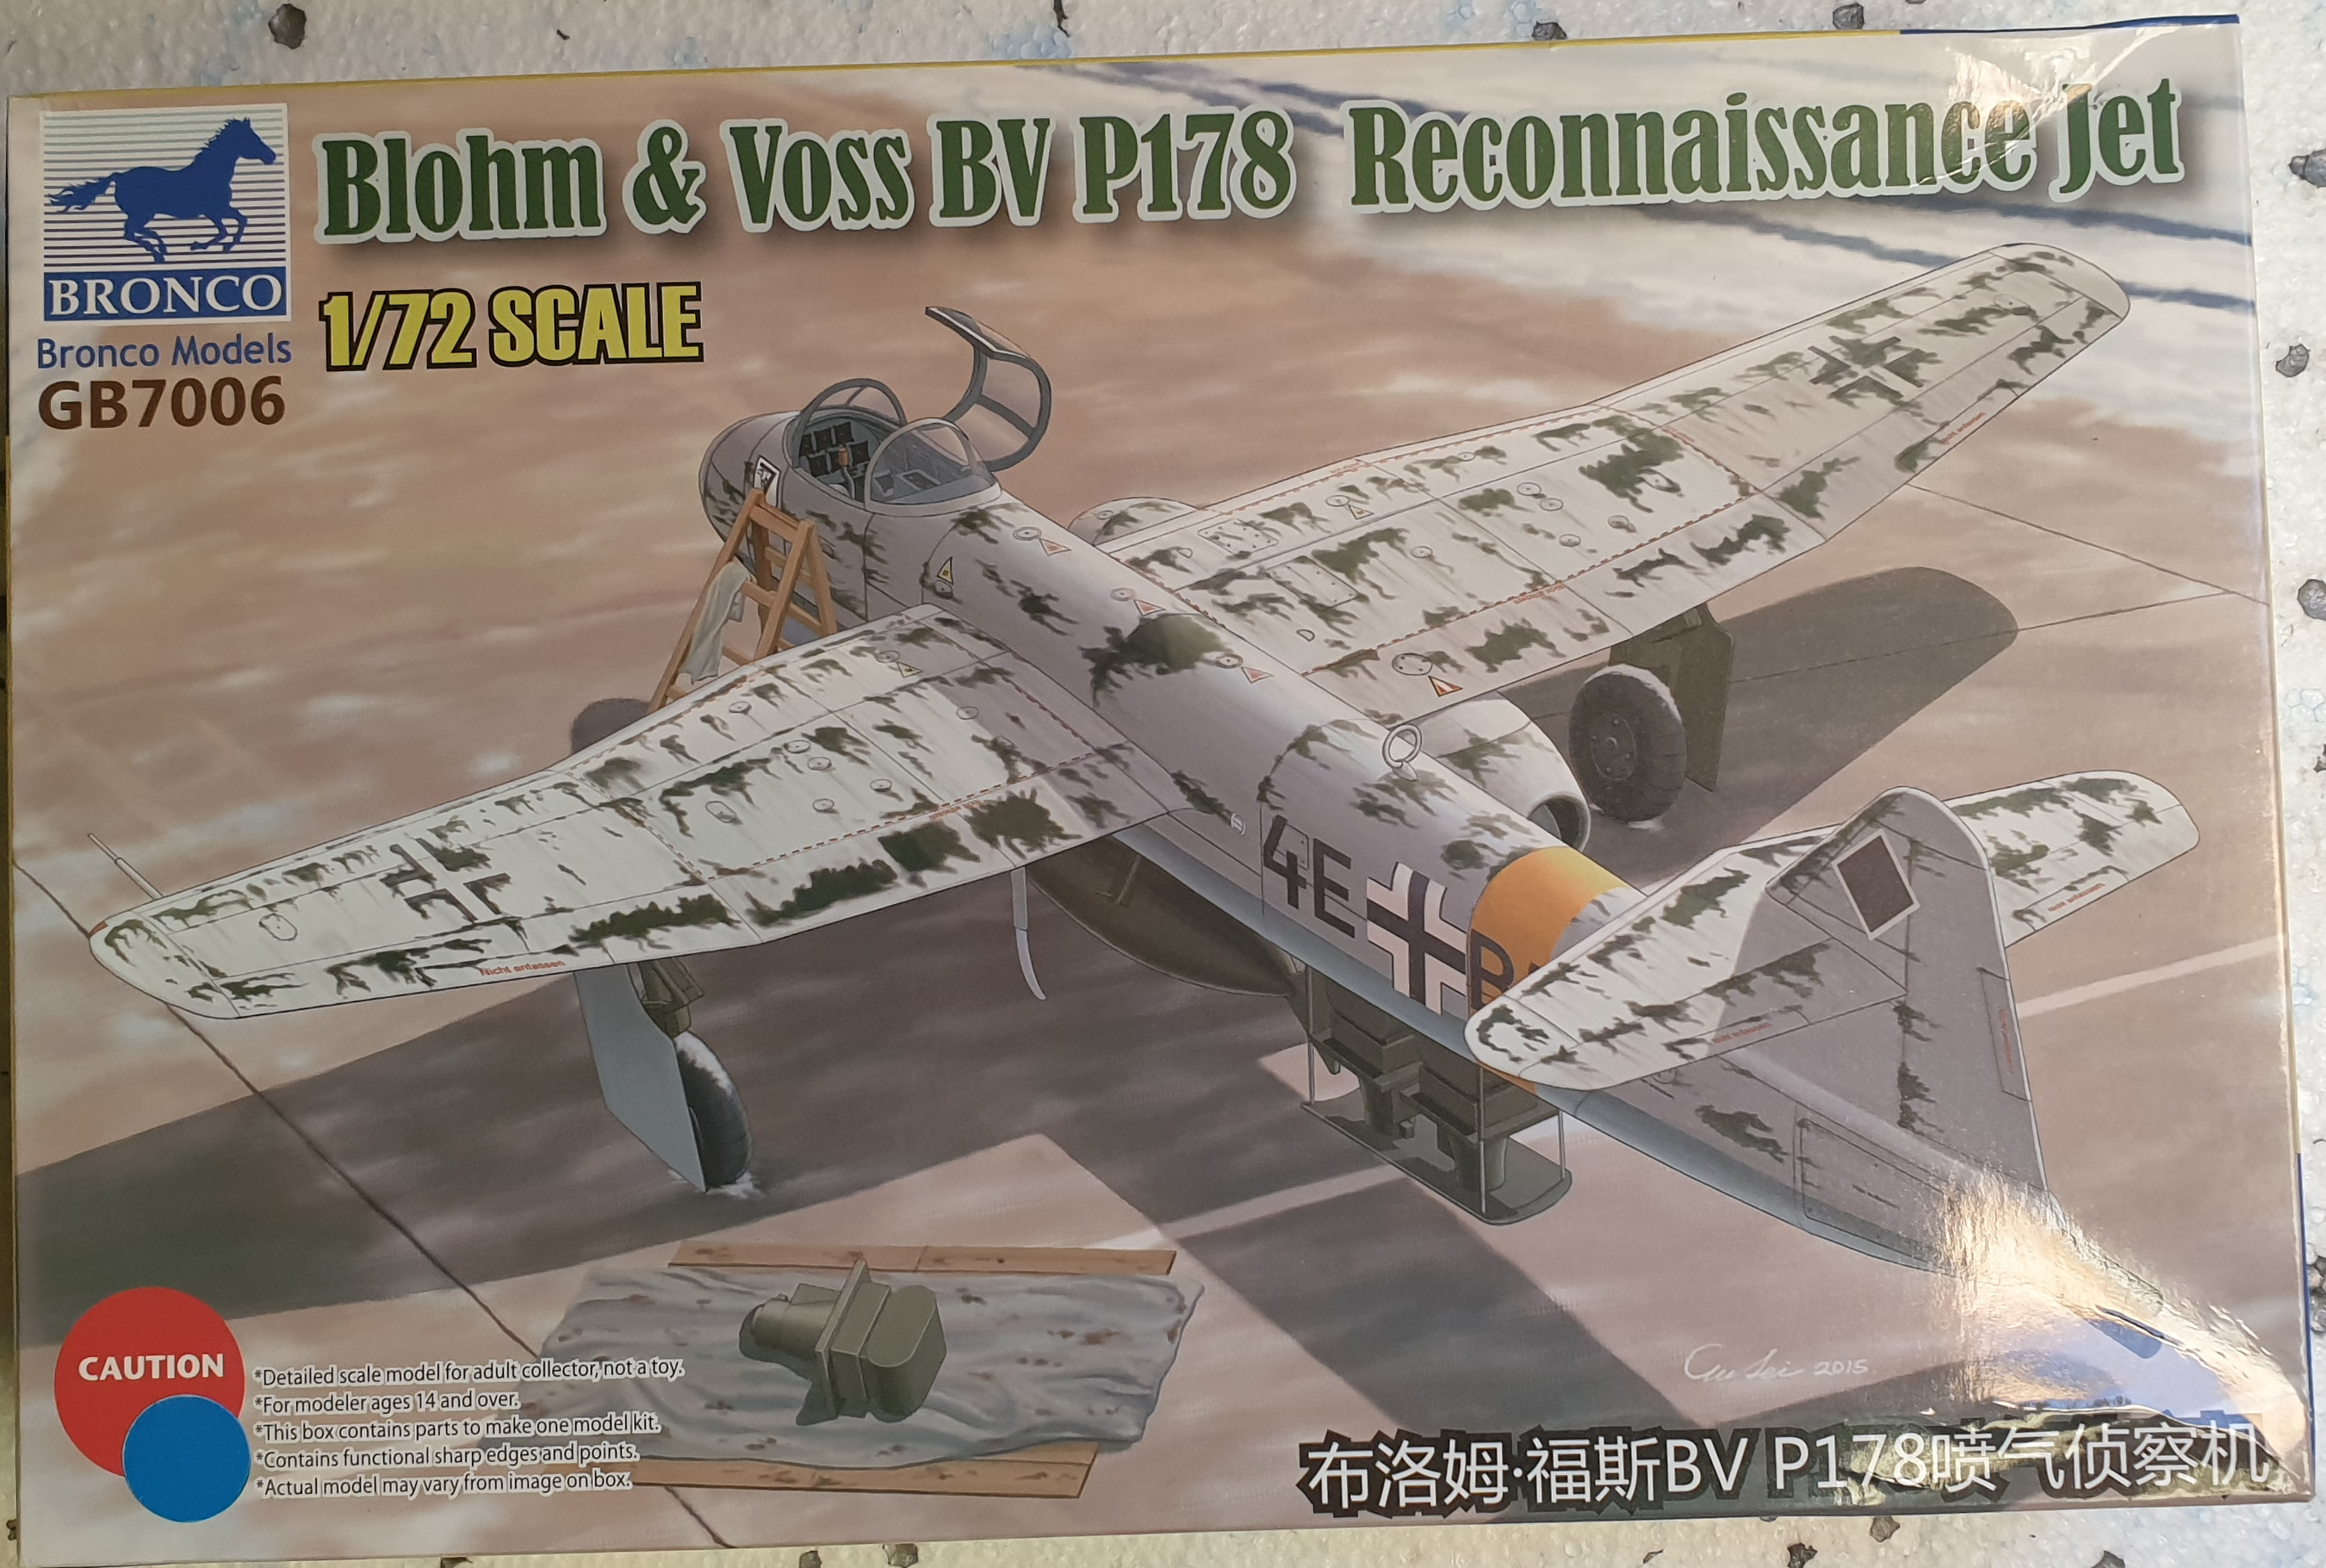 Blohm & Voss BV P178 Reconnaissance Jet
BRONCO
Bronco Models
GB7006
1/72 SCALE
4E
B
Nicht anfassen
CAUTION
*Detailed scale model for adult collector, not a toy.
*For modeler ages 14 and over.
*This box contains parts to make one model kit.
*Contains functional sharp edges and points.
*Actual model may vary from image on box.
2015
布洛姆·福斯BV P178喷气侦察机